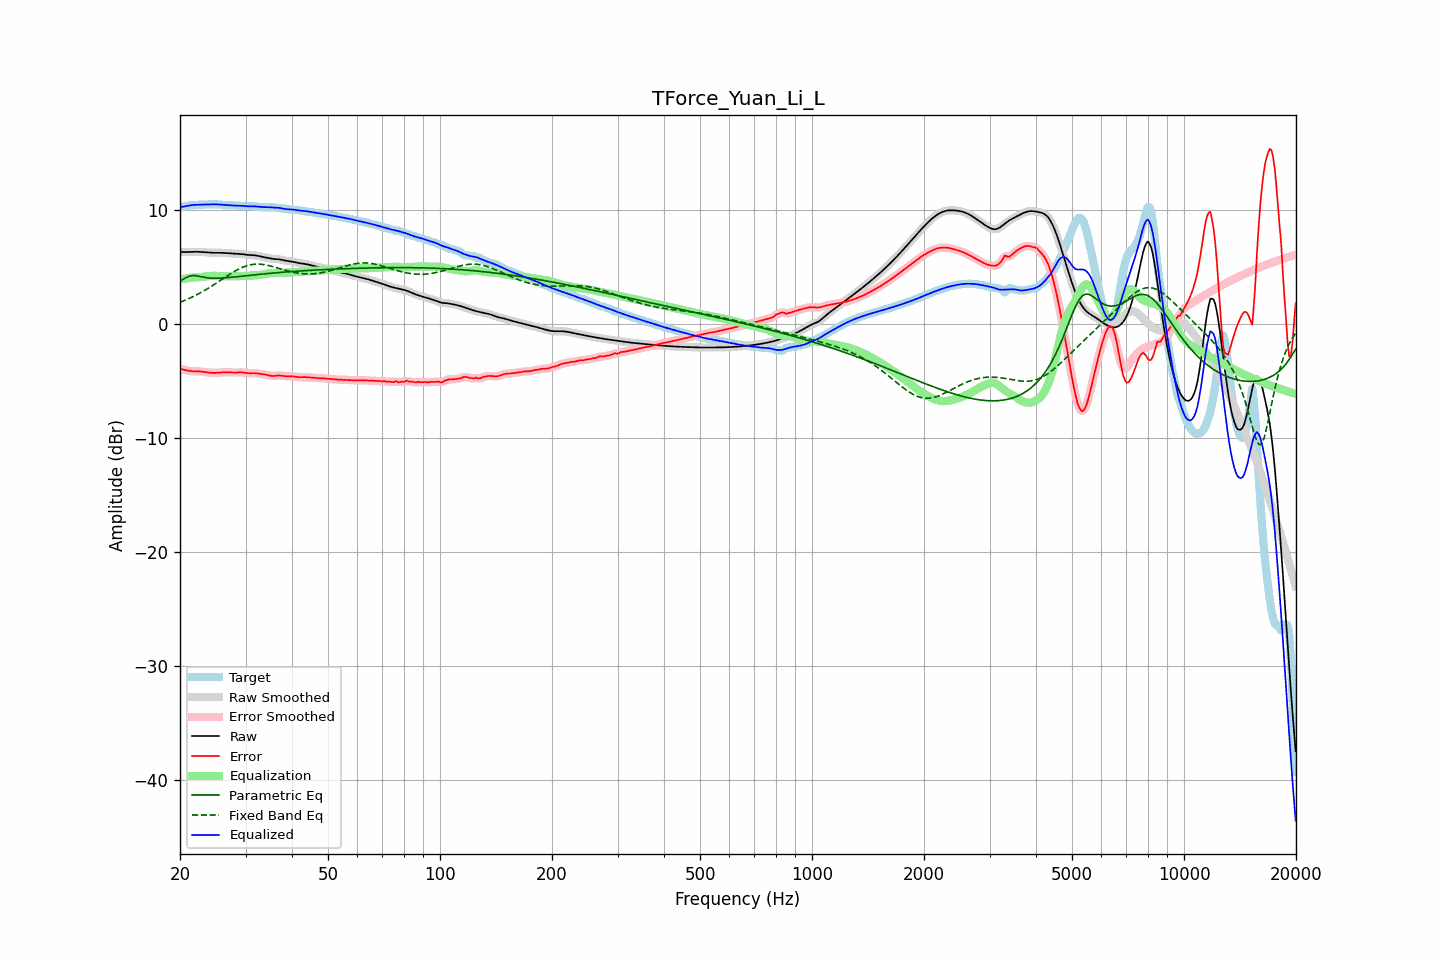 TForce_Yuan_Li_L
Amplitude (dBr)
10
0
−10
−20
−30
−40
Target
Raw Smoothed
Error Smoothed
Raw
Error
Equalization
Parametric Eq
Fixed Band Eq
Equalized
20 50 100 200 500 1000 2000 5000 10000 20000
Frequency (Hz)